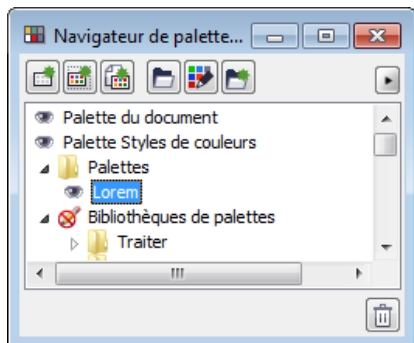 Navigateur de palette...
Palette du document
Palette Styles de couleurs
Palettes
Lorem
Bibliothèques de palettes
Traiter